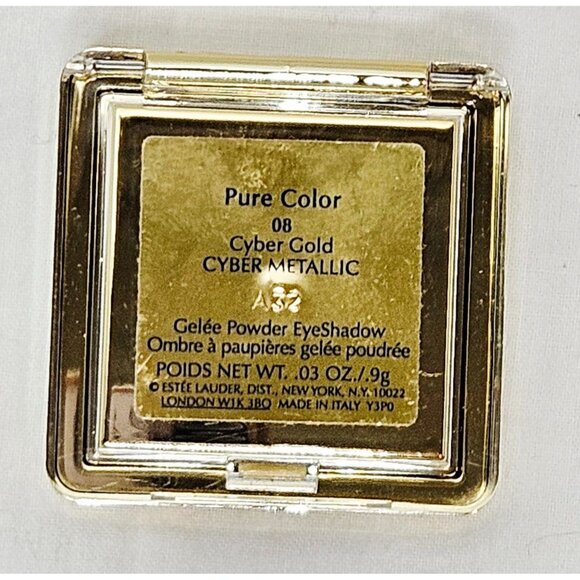 Pure Color
08
Cyber Gold
CYBER METALLIC
A32
Gelée Powder EyeShadow
Ombre à paupières gelée poudrée
POIDS NET WT. .03 OZ./.9g
© ESTÉE LAUDER, DIST., NEW YORK, N.Y. 10022
LONDON W1K 3BQ MADE IN ITALY Y3P0